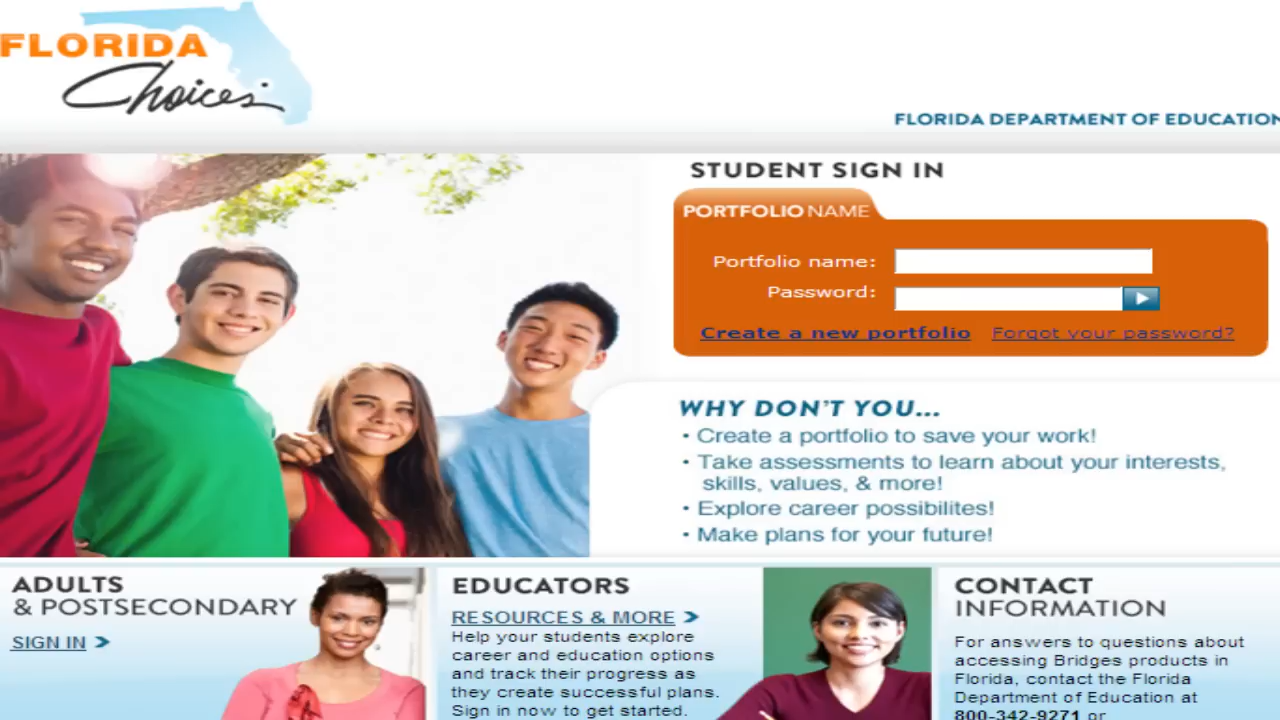 FLORIDA
Choices
FLORIDA DEPARTMENT OF EDUCATION
STUDENT SIGN IN
PORTFOLIO NAME
Portfolio name:
Password:
Create a new portfolio Forgot your password?
WHY DON'T YOU...
• Create a portfolio to save your work!
• Take assessments to learn about your interests,
skills, values, & more!
• Explore career possibilites!
• Make plans for your future!
ADULTS
& POSTSECONDARY
SIGN IN
EDUCATORS
RESOURCES & MORE
Help your students explore
career and education options
and track their progress as
they create successful plans.
Sign in now to get started.
CONTACT
INFORMATION
For answers to questions about
accessing Bridges products in
Florida, contact the Florida
Department of Education at
800-342-9271 or